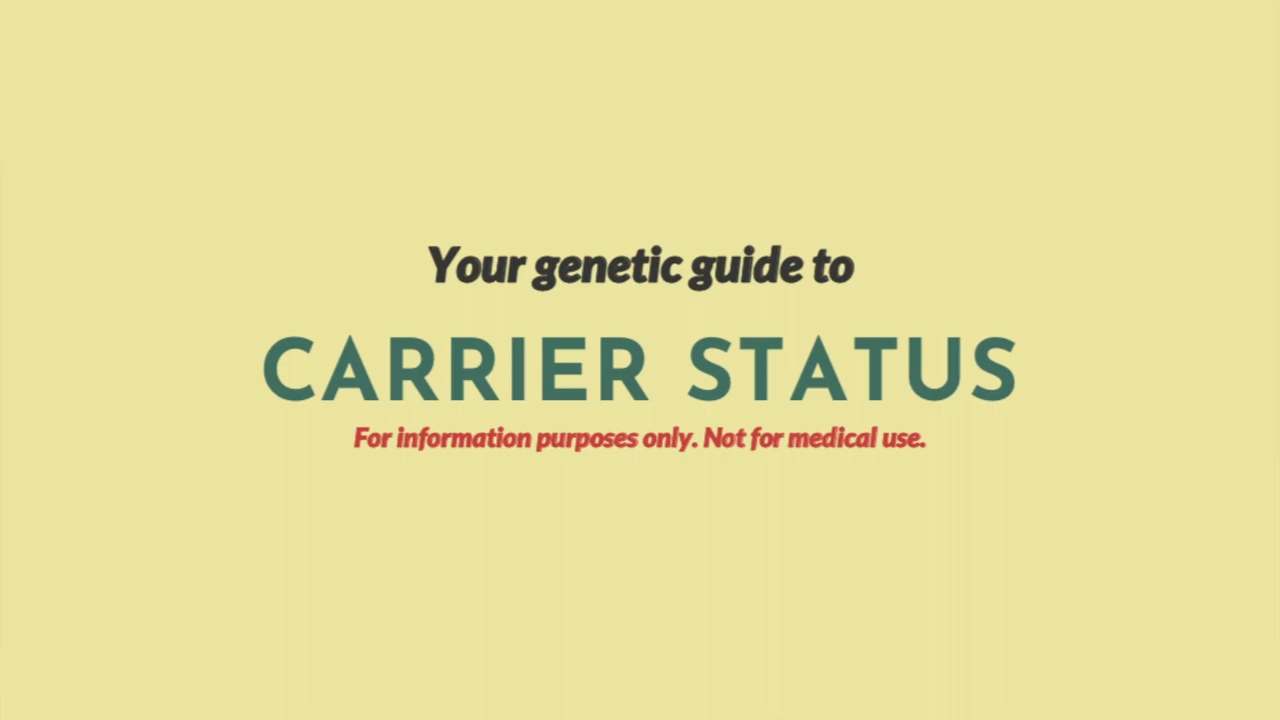 Your genetic guide to
CARRIER STATUS
For information purposes only. Not for medical use.